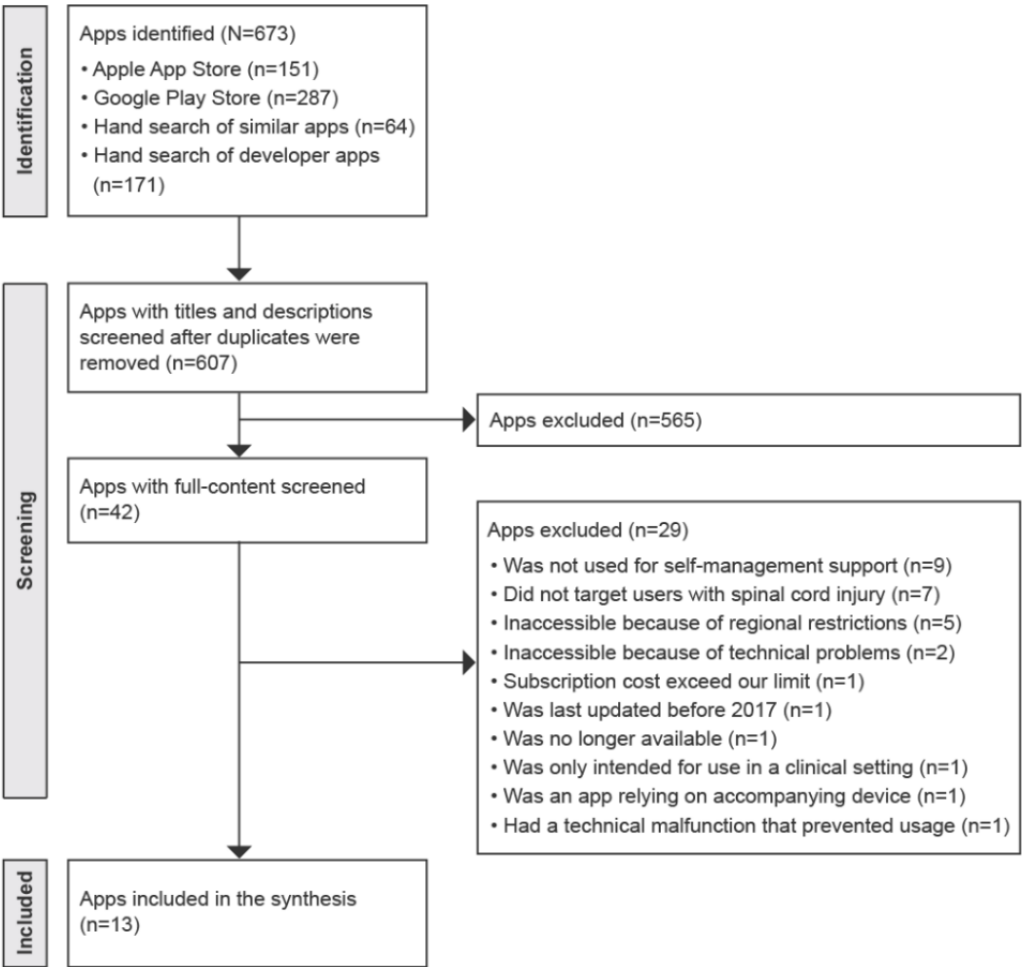 Identification
Apps identified (N=673)
• Apple App Store (n=151)
• Google Play Store (n=287)
• Hand search of similar apps (n=64)
• Hand search of developer apps
(n=171)
Screening
Apps with titles and descriptions
screened after duplicates were
removed (n=607)
Apps excluded (n=565)
Apps with full-content screened
(n=42)
Apps excluded (n=29)
• Was not used for self-management support (n=9)
• Did not target users with spinal cord injury (n=7)
• Inaccessible because of regional restrictions (n=5)
• Inaccessible because of technical problems (n=2)
• Subscription cost exceed our limit (n=1)
• Was last updated before 2017 (n=1)
• Was no longer available (n=1)
• Was only intended for use in a clinical setting (n=1)
• Was an app relying on accompanying device (n=1)
• Had a technical malfunction that prevented usage (n=1)
Included
Apps included in the synthesis
(n=13)